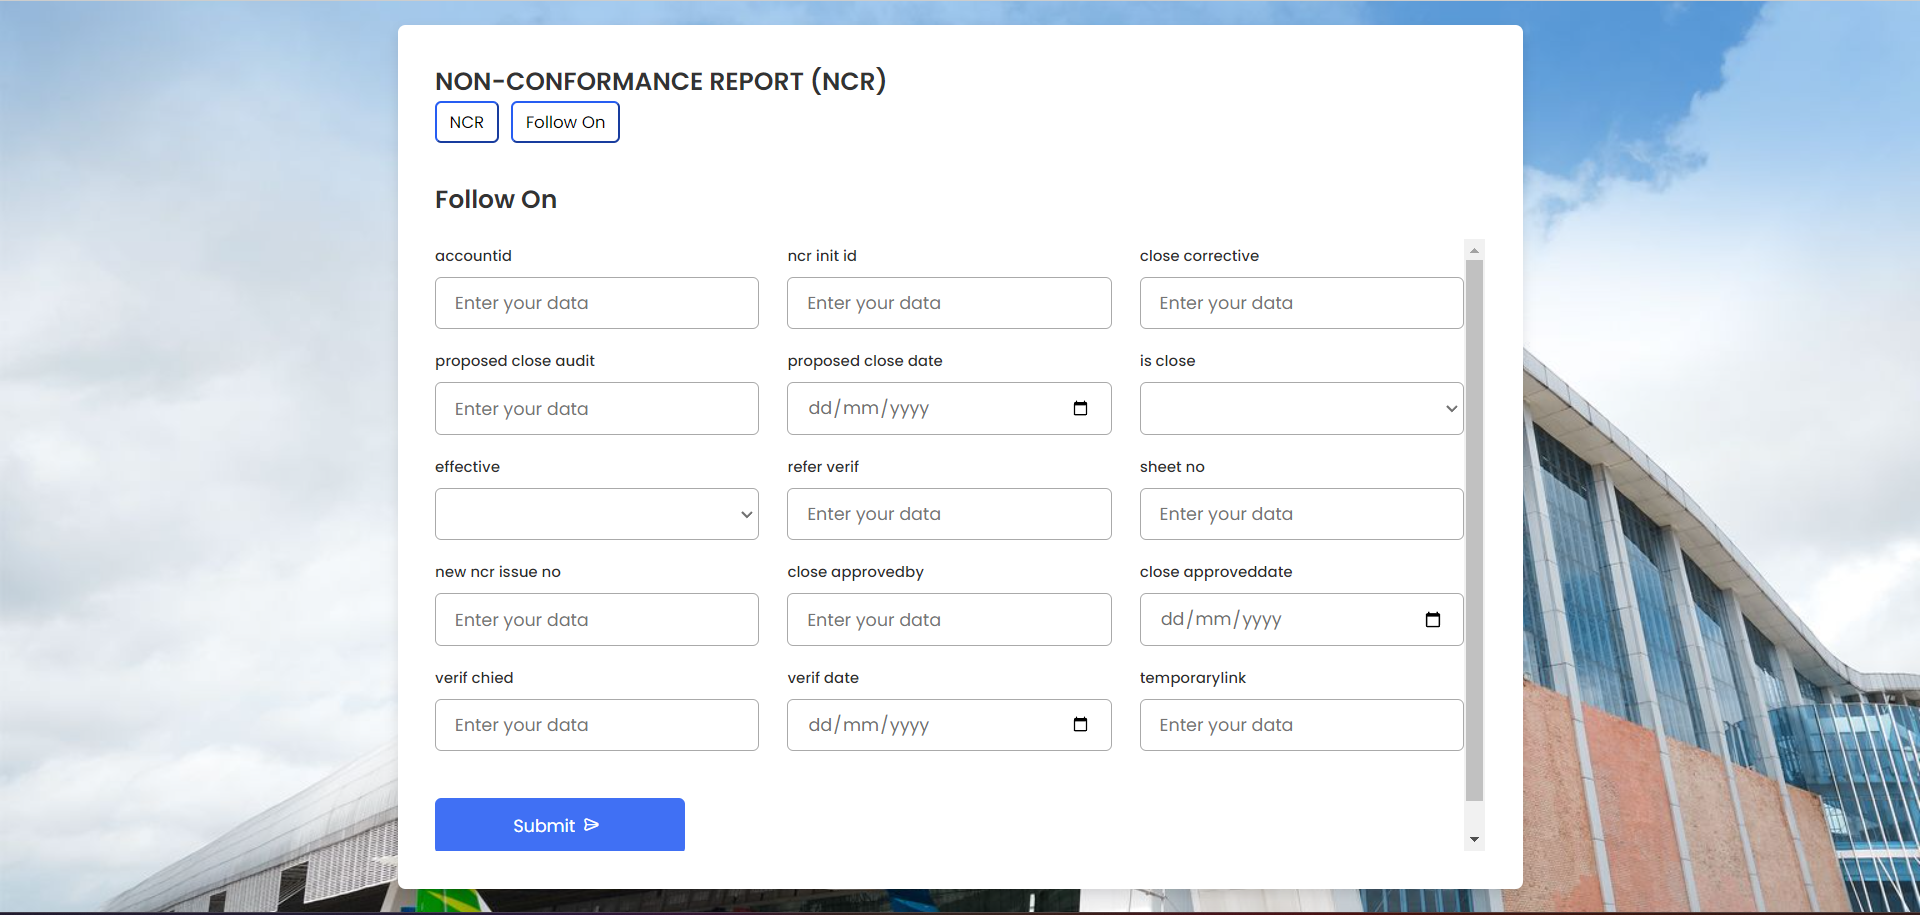 NON-CONFORMANCE REPORT (NCR)
NCR Follow On
Follow On
accountid ncr init id close corrective
Enter your data Enter your data Enter your data
proposed close audit proposed close date is close
Enter your data dd/mm/yyyy
effective refer verif sheet no
Enter your data Enter your data
new ncr issue no close approvedby close approveddate
Enter your data Enter your data dd/mm/yyyy
verif chied verif date temporarylink
Enter your data dd/mm/yyyy Enter your data
Submit